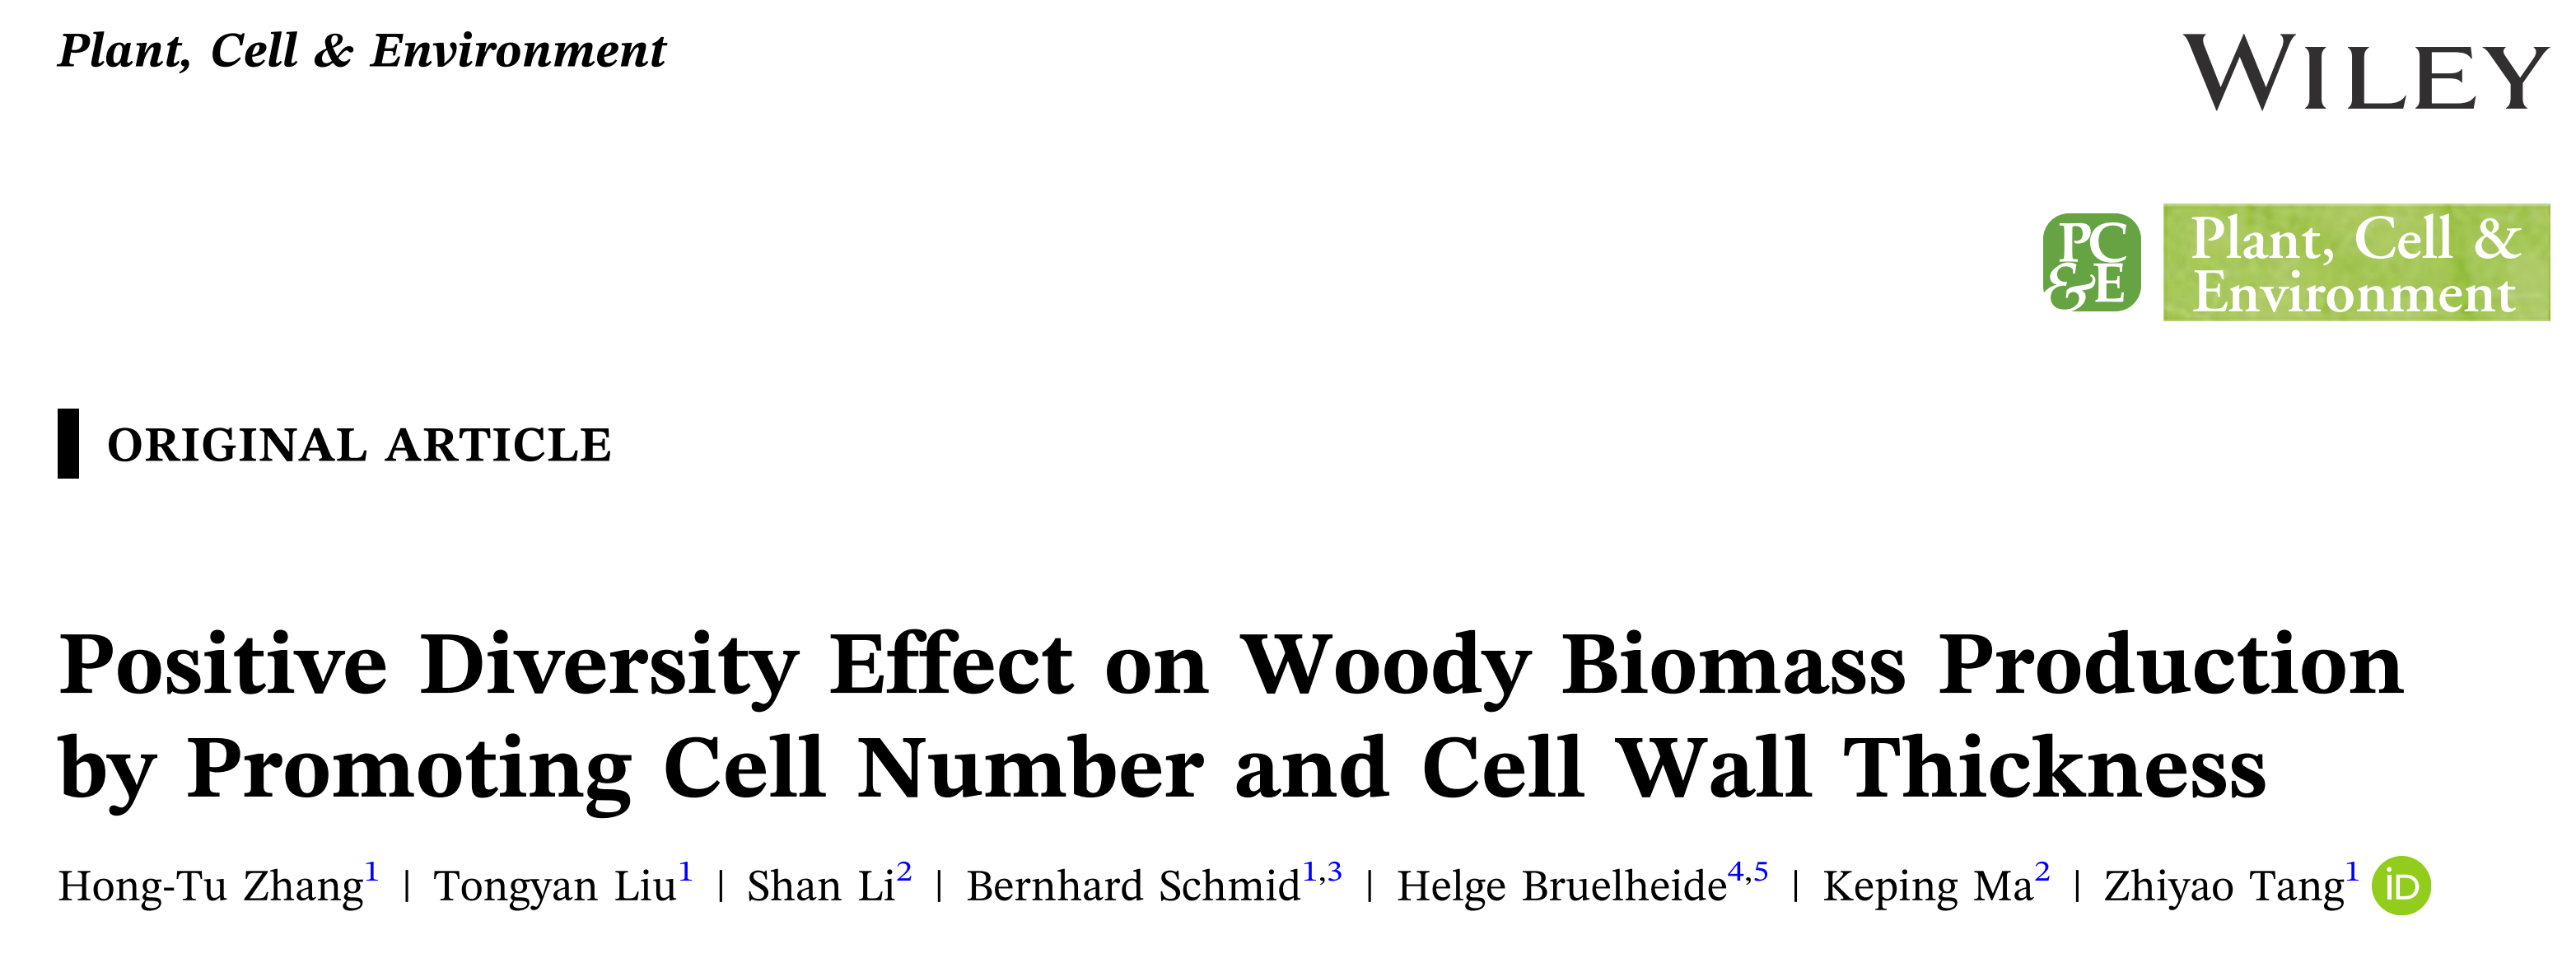 Plant, Cell & Environment
WILEY
PC
&E
Plant, Cell &
Environment
ORIGINAL ARTICLE
Positive Diversity Effect on Woody Biomass Production
by Promoting Cell Number and Cell Wall Thickness
Hong-Tu Zhang1 | Tongyan Liu1 | Shan Li2 | Bernhard Schmid1,3 | Helge Bruelheide4,5 | Keping Ma2 | Zhiyao Tang1 iD